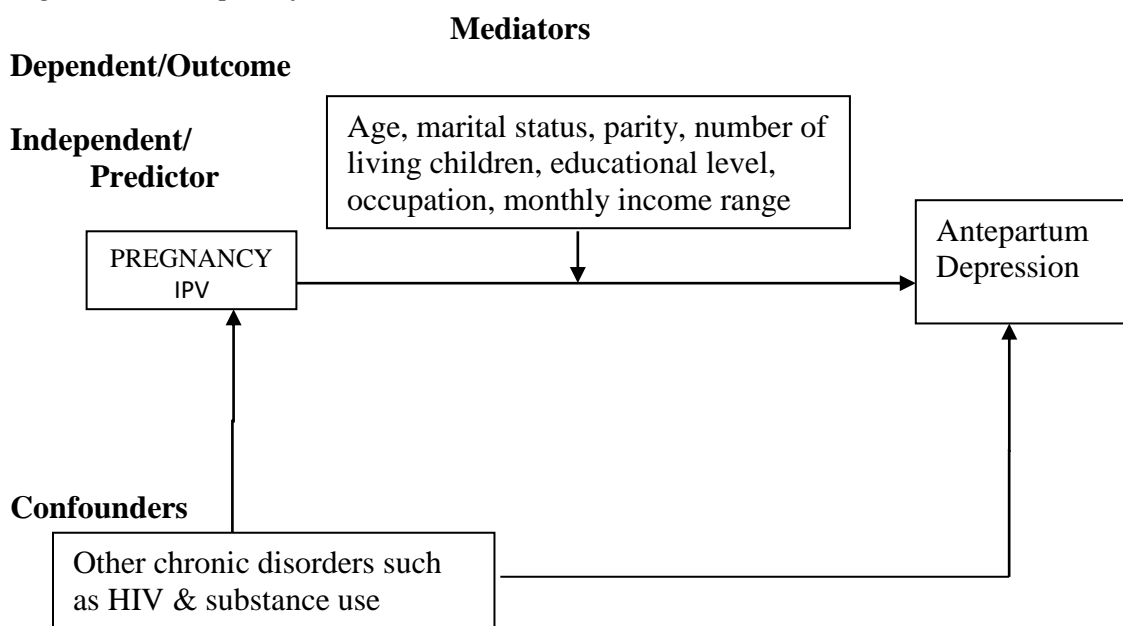 Mediators
Dependent/Outcome
Independent/
Predictor
Age, marital status, parity, number of
living children, educational level,
occupation, monthly income range
PREGNANCY
IPV
Antepartum
Depression
Confounders
Other chronic disorders such
as HIV & substance use